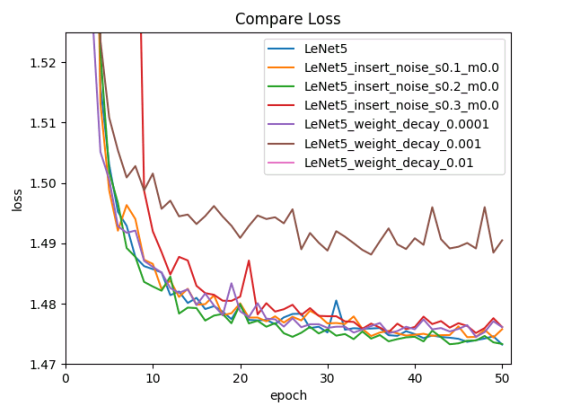 Compare Loss
LeNet5
LeNet5_insert_noise_s0.1_m0.0
LeNet5_insert_noise_s0.2_m0.0
LeNet5_insert_noise_s0.3_m0.0
LeNet5_weight_decay_0.0001
LeNet5_weight_decay_0.001
LeNet5_weight_decay_0.01
1.52
1.51
1.50
1.49
1.48
1.47
loss
0 10 20 30 40 50
epoch